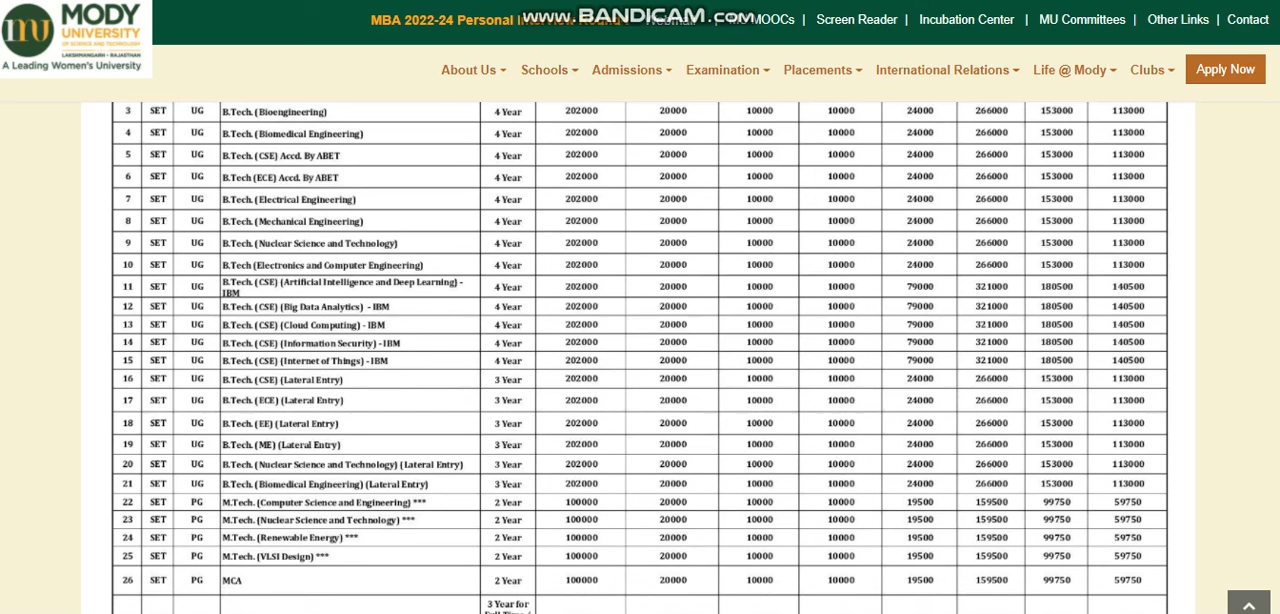 MODY
UNIVERSITY
OF SCIENCE AND TECHNOLOGY
LAKSHMANGARH - RAJASTHAN
A Leading Women's University
MBA 2022-24 Personal Interview Round
www.BANDICAM.com
Webmail | MOOCs | Screen Reader | Incubation Center | MU Committees | Other Links | Contact
About Us Schools Admissions Examination Placements International Relations Life @ Mody Clubs Apply Now
3 SET UG B.Tech. (Bioengineering) 4 Year 202000 20000 10000 10000 24000 266000 153000 113000
4 SET UG B.Tech. (Biomedical Engineering) 4 Year 202000 20000 10000 10000 24000 266000 153000 113000
5 SET UG B.Tech. (CSE) Accd. By ABET 4 Year 202000 20000 10000 10000 24000 266000 153000 113000
6 SET UG B.Tech (ECE) Accd. By ABET 4 Year 202000 20000 10000 10000 24000 266000 153000 113000
7 SET UG B.Tech. (Electrical Engineering) 4 Year 202000 20000 10000 10000 24000 266000 153000 113000
8 SET UG B.Tech. (Mechanical Engineering) 4 Year 202000 20000 10000 10000 24000 266000 153000 113000
9 SET UG B.Tech. (Nuclear Science and Technology) 4 Year 202000 20000 10000 10000 24000 266000 153000 113000
10 SET UG B.Tech (Electronics and Computer Engineering) 4 Year 202000 20000 10000 10000 24000 266000 153000 113000
11 SET UG B.Tech. (CSE) (Artificial Intelligence and Deep Learning) - 4 Year 202000 20000 10000 10000 79000 321000 180500 140500
IBM
12 SET UG B.Tech. (CSE) (Big Data Analytics) - IBM 4 Year 202000 20000 10000 10000 79000 321000 180500 140500
13 SET UG B.Tech. (CSE) (Cloud Computing) - IBM 4 Year 202000 20000 10000 10000 79000 321000 180500 140500
14 SET UG B.Tech. (CSE) (Information Security) - IBM 4 Year 202000 20000 10000 10000 79000 321000 180500 140500
15 SET UG B.Tech. (CSE) (Internet of Things) - IBM 4 Year 202000 20000 10000 10000 79000 321000 180500 140500
16 SET UG B.Tech. (CSE) (Lateral Entry) 3 Year 202000 20000 10000 10000 24000 266000 153000 113000
17 SET UG B.Tech. (ECE) (Lateral Entry) 3 Year 202000 20000 10000 10000 24000 266000 153000 113000
18 SET UG B.Tech. (EE) (Lateral Entry) 3 Year 202000 20000 10000 10000 24000 266000 153000 113000
19 SET UG B.Tech. (ME) (Lateral Entry) 3 Year 202000 20000 10000 10000 24000 266000 153000 113000
20 SET UG B.Tech. (Nuclear Science and Technology) (Lateral Entry) 3 Year 202000 20000 10000 10000 24000 266000 153000 113000
21 SET UG B.Tech. (Biomedical Engineering) (Lateral Entry) 3 Year 202000 20000 10000 10000 24000 266000 153000 113000
22 SET PG M.Tech. (Computer Science and Engineering) *** 2 Year 100000 20000 10000 10000 19500 159500 99750 59750
23 SET PG M.Tech. (Nuclear Science and Technology) *** 2 Year 100000 20000 10000 10000 19500 159500 99750 59750
24 SET PG M.Tech. (Renewable Energy) *** 2 Year 100000 20000 10000 10000 19500 159500 99750 59750
25 SET PG M.Tech. (VLSI Design) *** 2 Year 100000 20000 10000 10000 19500 159500 99750 59750
26 SET PG MCA 2 Year 100000 20000 10000 10000 19500 159500 99750 59750
3 Year for
Full Time /